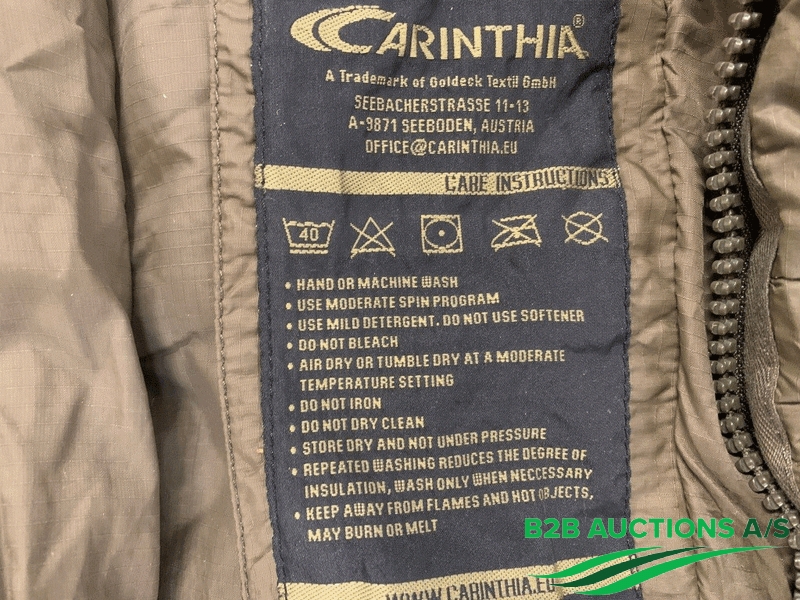 CARINTHIA®
A Trademark of Goldeck Textil GmbH
SEEBACHERSTRASSE 11-13
A-9871 SEEBODEN, AUSTRIA
OFFICE@CARINTHIA.EU
CARE INSTRUCTIONS
40
• HAND OR MACHINE WASH
• USE MODERATE SPIN PROGRAM
• USE MILD DETERGENT. DO NOT USE SOFTENER
• DO NOT BLEACH
• AIR DRY OR TUMBLE DRY AT A MODERATE
TEMPERATURE SETTING
• DO NOT IRON
• DO NOT DRY CLEAN
• STORE DRY AND NOT UNDER PRESSURE
• REPEATED WASHING REDUCES THE DEGREE OF
INSULATION, WASH ONLY WHEN NECCESSARY
• KEEP AWAY FROM FLAMES AND HOT OBJECTS,
MAY BURN OR MELT
B2B AUCTIONS A/S
WWW.CARINTHIA.EU